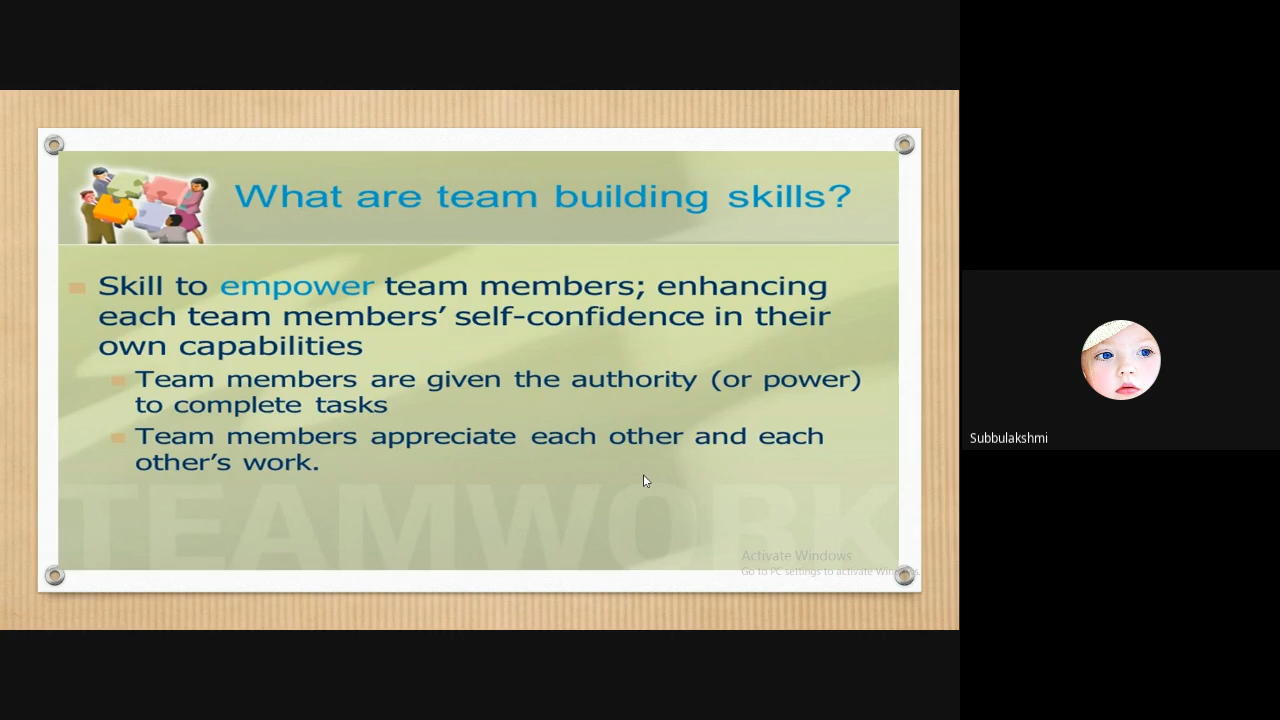 What are team building skills?
Skill to empower team members; enhancing
each team members’ self-confidence in their
own capabilities
Team members are given the authority (or power)
to complete tasks
Team members appreciate each other and each
other’s work.
TEAMWORK
Activate Windows
Go to PC settings to activate Windows.
Subbulakshmi